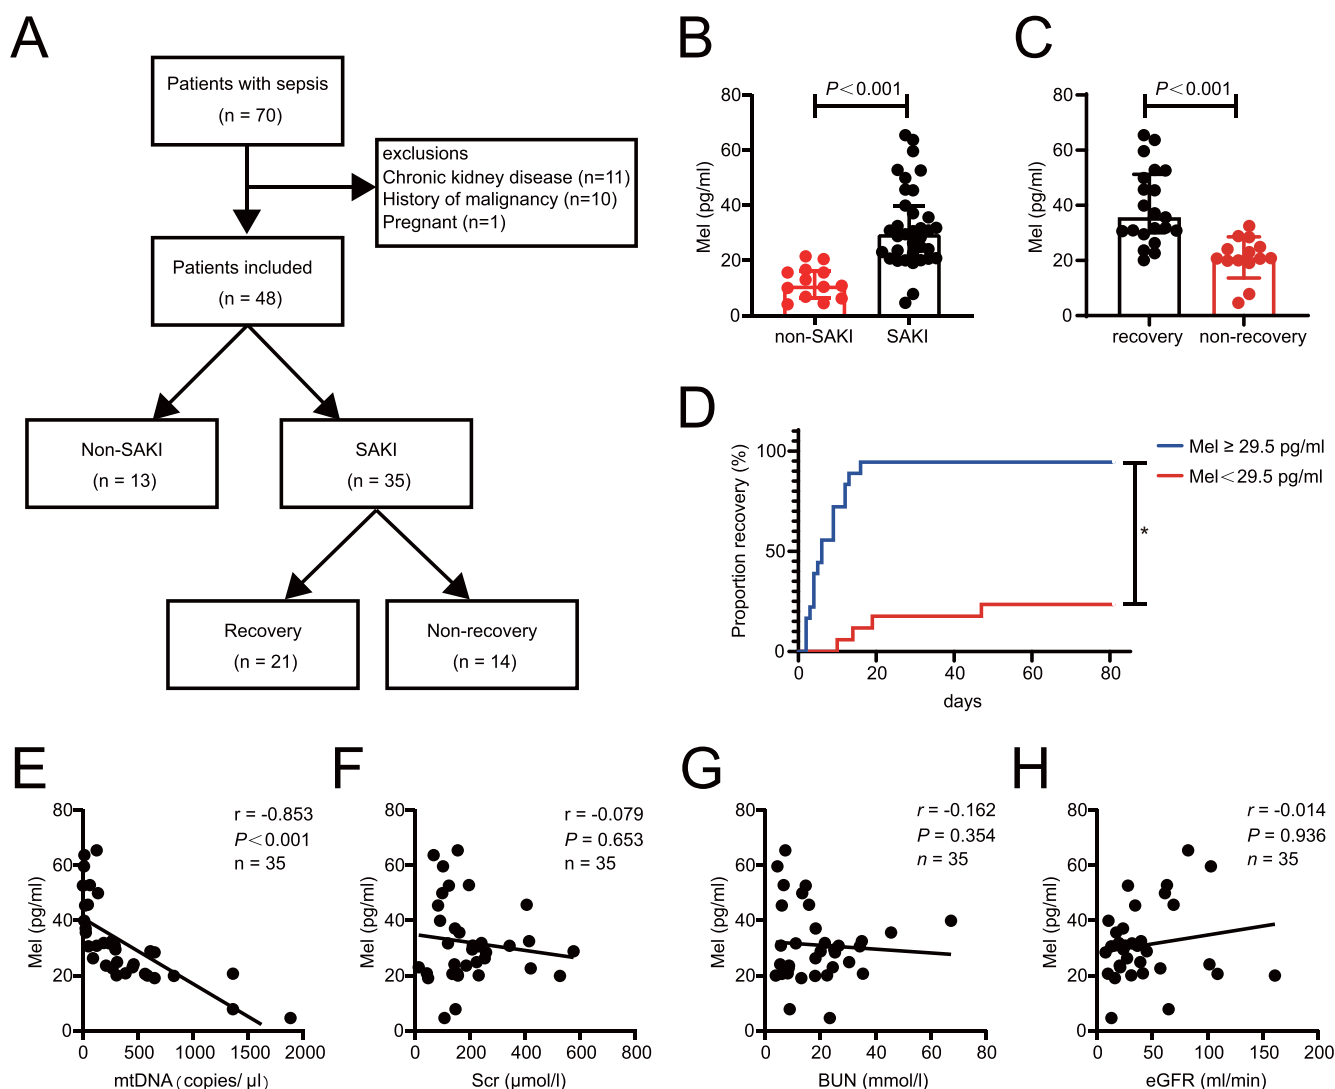 A
Patients with sepsis
(n = 70)
exclusions
Chronic kidney disease (n=11)
History of malignancy (n=10)
Pregnant (n=1)
Patients included
(n = 48)
Non-SAKI
(n = 13)
SAKI
(n = 35)
Recovery
(n = 21)
Non-recovery
(n = 14)
B
P<0.001
Mel (pg/ml)
80
60
40
20
0
non-SAKI
SAKI
C
P<0.001
Mel (pg/ml)
80
60
40
20
0
recovery
non-recovery
D
Proportion recovery (%)
100
50
0
0
20
40
60
80
days
Mel ≥ 29.5 pg/ml
Mel<29.5 pg/ml
*
E
r = -0.853
P<0.001
n = 35
Mel (pg/ml)
80
60
40
20
0
0
500
1000
1500
2000
mtDNA (copies/ μl)
F
r = -0.079
P = 0.653
n = 35
Mel (pg/ml)
80
60
40
20
0
0
200
400
600
800
Scr (μmol/l)
G
r = -0.162
P = 0.354
n = 35
Mel (pg/ml)
80
60
40
20
0
0
20
40
60
80
BUN (mmol/l)
H
r = -0.014
P = 0.936
n = 35
Mel (pg/ml)
80
60
40
20
0
0
50
100
150
200
eGFR (ml/min)